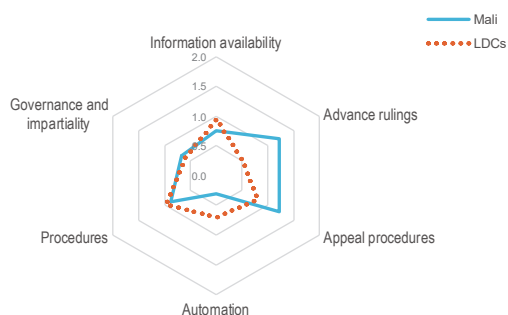 Mali
LDCs
Information availability
2.0
1.5
1.0
0.5
0.0
Governance and
impartiality
Advance rulings
Procedures
Appeal procedures
Automation